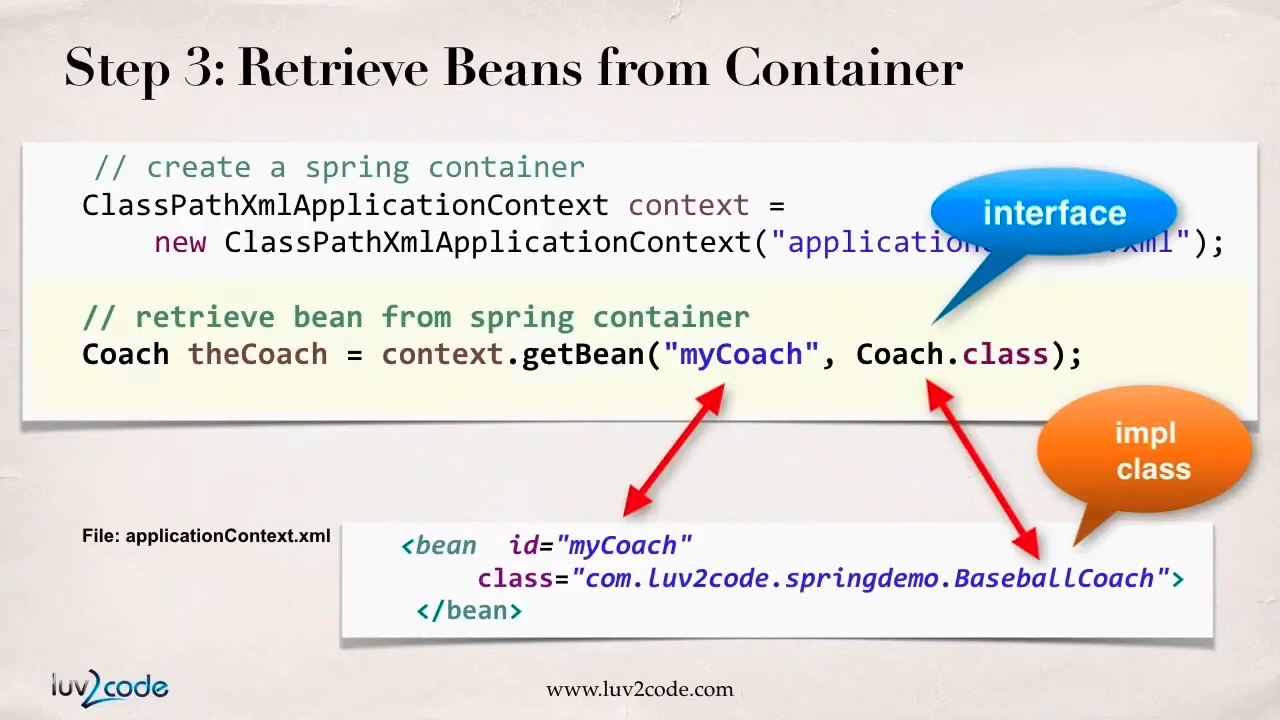 Step 3: Retrieve Beans from Container
// create a spring container
ClassPathXmlApplicationContext context =
new ClassPathXmlApplicationContext("application .xml");
interface
// retrieve bean from spring container
Coach theCoach = context.getBean("myCoach", Coach.class);
impl
class
File: applicationContext.xml
<bean id="myCoach"
class="com.luv2code.springdemo.BaseballCoach">
</bean>
luv2code
www.luv2code.com